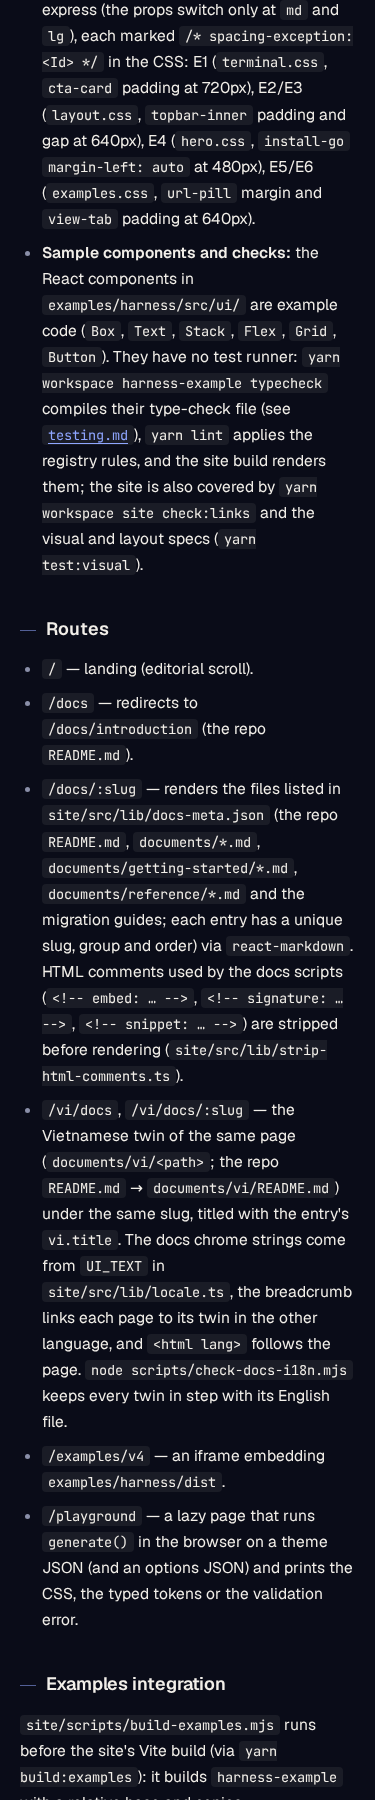 express (the props switch only at md and
lg ), each marked /* spacing-exception:
<Id> */ in the CSS: E1 ( terminal.css ,
cta-card padding at 720px), E2/E3
( layout.css , topbar-inner padding and
gap at 640px), E4 ( hero.css , install-go
margin-left: auto at 480px), E5/E6
( examples.css , url-pill margin and
view-tab padding at 640px).
• Sample components and checks: the
React components in
examples/harness/src/ui/ are example
code ( Box , Text , Stack , Flex , Grid ,
Button ). They have no test runner: yarn
workspace harness-example typecheck
compiles their type-check file (see
testing.md ), yarn lint applies the
registry rules, and the site build renders
them; the site is also covered by yarn
workspace site check:links and the
visual and layout specs ( yarn
test:visual ).
— Routes
• / — landing (editorial scroll).
• /docs — redirects to
/docs/introduction (the repo
README.md ).
• /docs/:slug — renders the files listed in
site/src/lib/docs-meta.json (the repo
README.md , documents/*.md ,
documents/getting-started/*.md ,
documents/reference/*.md and the
migration guides; each entry has a unique
slug, group and order) via react-markdown .
HTML comments used by the docs scripts
( <!-- embed: … --> , <!-- signature: …
--> , <!-- snippet: … --> ) are stripped
before rendering ( site/src/lib/strip-
html-comments.ts ).
• /vi/docs , /vi/docs/:slug — the
Vietnamese twin of the same page
( documents/vi/<path> ; the repo
README.md → documents/vi/README.md )
under the same slug, titled with the entry's
vi.title . The docs chrome strings come
from UI_TEXT in
site/src/lib/locale.ts , the breadcrumb
links each page to its twin in the other
language, and <html lang> follows the
page. node scripts/check-docs-i18n.mjs
keeps every twin in step with its English
file.
• /examples/v4 — an iframe embedding
examples/harness/dist .
• /playground — a lazy page that runs
generate() in the browser on a theme
JSON (and an options JSON) and prints the
CSS, the typed tokens or the validation
error.
— Examples integration
site/scripts/build-examples.mjs runs
before the site's Vite build (via yarn
build:examples ): it builds harness-example